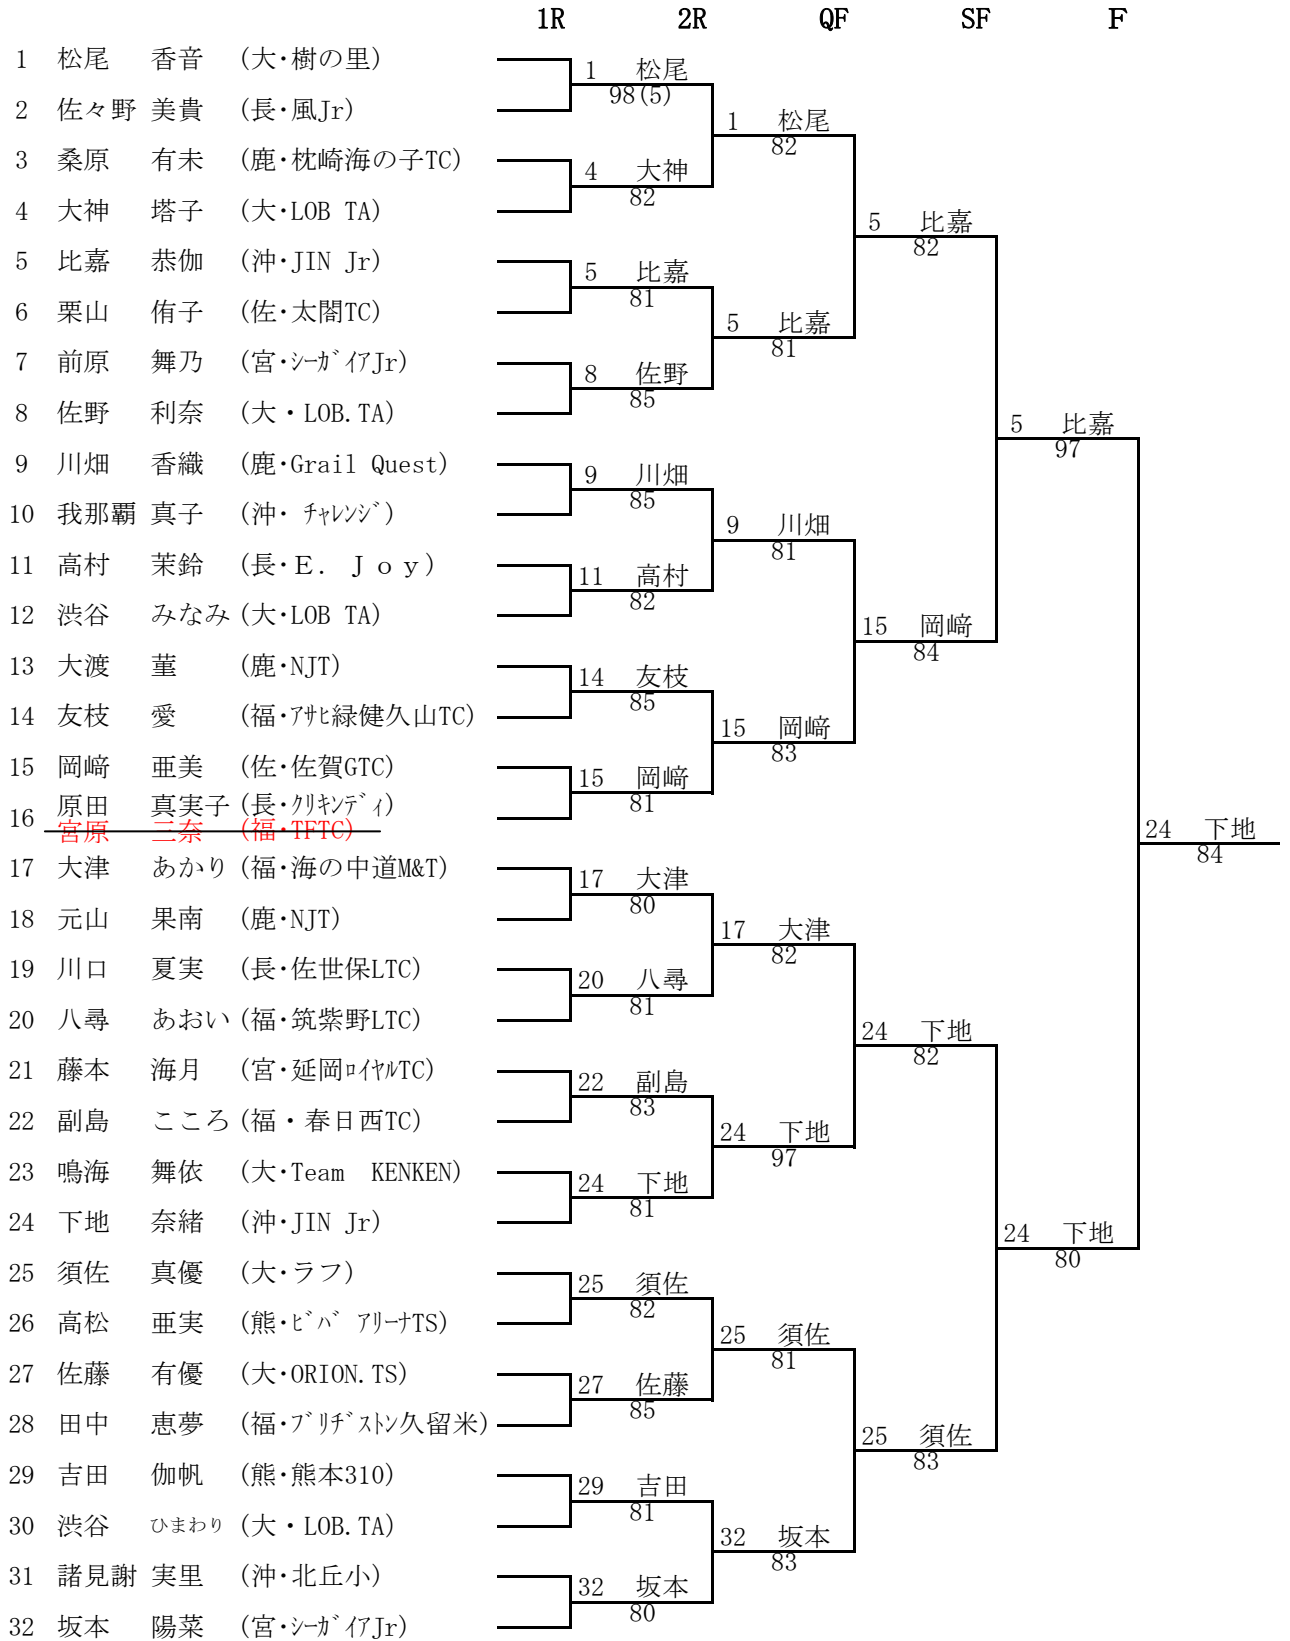 1R 2R QF SF F
1 松尾 香音 (大・樹の里)
1 松尾
98(5)
2 佐々野 美貴 (長・風Jr)
1 松尾
82
3 桑原 有未 (鹿・枕崎海の子TC)
4 大神
82
4 大神 塔子 (大・LOB TA)
5 比嘉
82
5 比嘉 恭伽 (沖・JIN Jr)
5 比嘉
81
6 栗山 侑子 (佐・太閤TC)
5 比嘉
81
7 前原 舞乃 (宮・ｼｰｶﾞｲｱJr)
8 佐野
85
8 佐野 利奈 (大・LOB.TA)
5 比嘉
97
9 川畑 香織 (鹿・Grail Quest)
9 川畑
85
10 我那覇 真子 (沖・ﾁｬﾚﾝｼﾞ)
9 川畑
81
11 高村 茉鈴 (長・Ｅ．Ｊｏｙ)
11 高村
82
12 渋谷 みなみ (大・LOB TA)
15 岡﨑
84
13 大渡 菫 (鹿・NJT)
14 友枝
85
14 友枝 愛 (福・ｱｻﾋ緑健久山TC)
15 岡﨑
83
15 岡﨑 亜美 (佐・佐賀GTC)
15 岡﨑
81
16 原田 真実子 (長・ｸﾘｷﾝﾃﾞｨ)
宮原 三奈 (福・TFTC)
24 下地
84
17 大津 あかり (福・海の中道M&T)
17 大津
80
18 元山 果南 (鹿・NJT)
17 大津
82
19 川口 夏実 (長・佐世保LTC)
20 八尋
81
20 八尋 あおい (福・筑紫野LTC)
24 下地
82
21 藤本 海月 (宮・延岡ﾛｲﾔﾙTC)
22 副島
83
22 副島 こころ (福・春日西TC)
24 下地
97
23 鳴海 舞依 (大・Team KENKEN)
24 下地
81
24 下地 奈緒 (沖・JIN Jr)
24 下地
80
25 須佐 真優 (大・ラフ)
25 須佐
82
26 高松 亜実 (熊・ﾋﾞﾊﾞ ｱﾘｰﾅTS)
25 須佐
81
27 佐藤 有優 (大・ORION.TS)
27 佐藤
85
28 田中 恵夢 (福・ﾌﾞﾘﾁﾞｽﾄﾝ久留米)
25 須佐
83
29 吉田 伽帆 (熊・熊本310)
29 吉田
81
30 渋谷 ひまわり (大・LOB.TA)
32 坂本
83
31 諸見謝 実里 (沖・北丘小)
32 坂本
80
32 坂本 陽菜 (宮・ｼｰｶﾞｲｱJr)